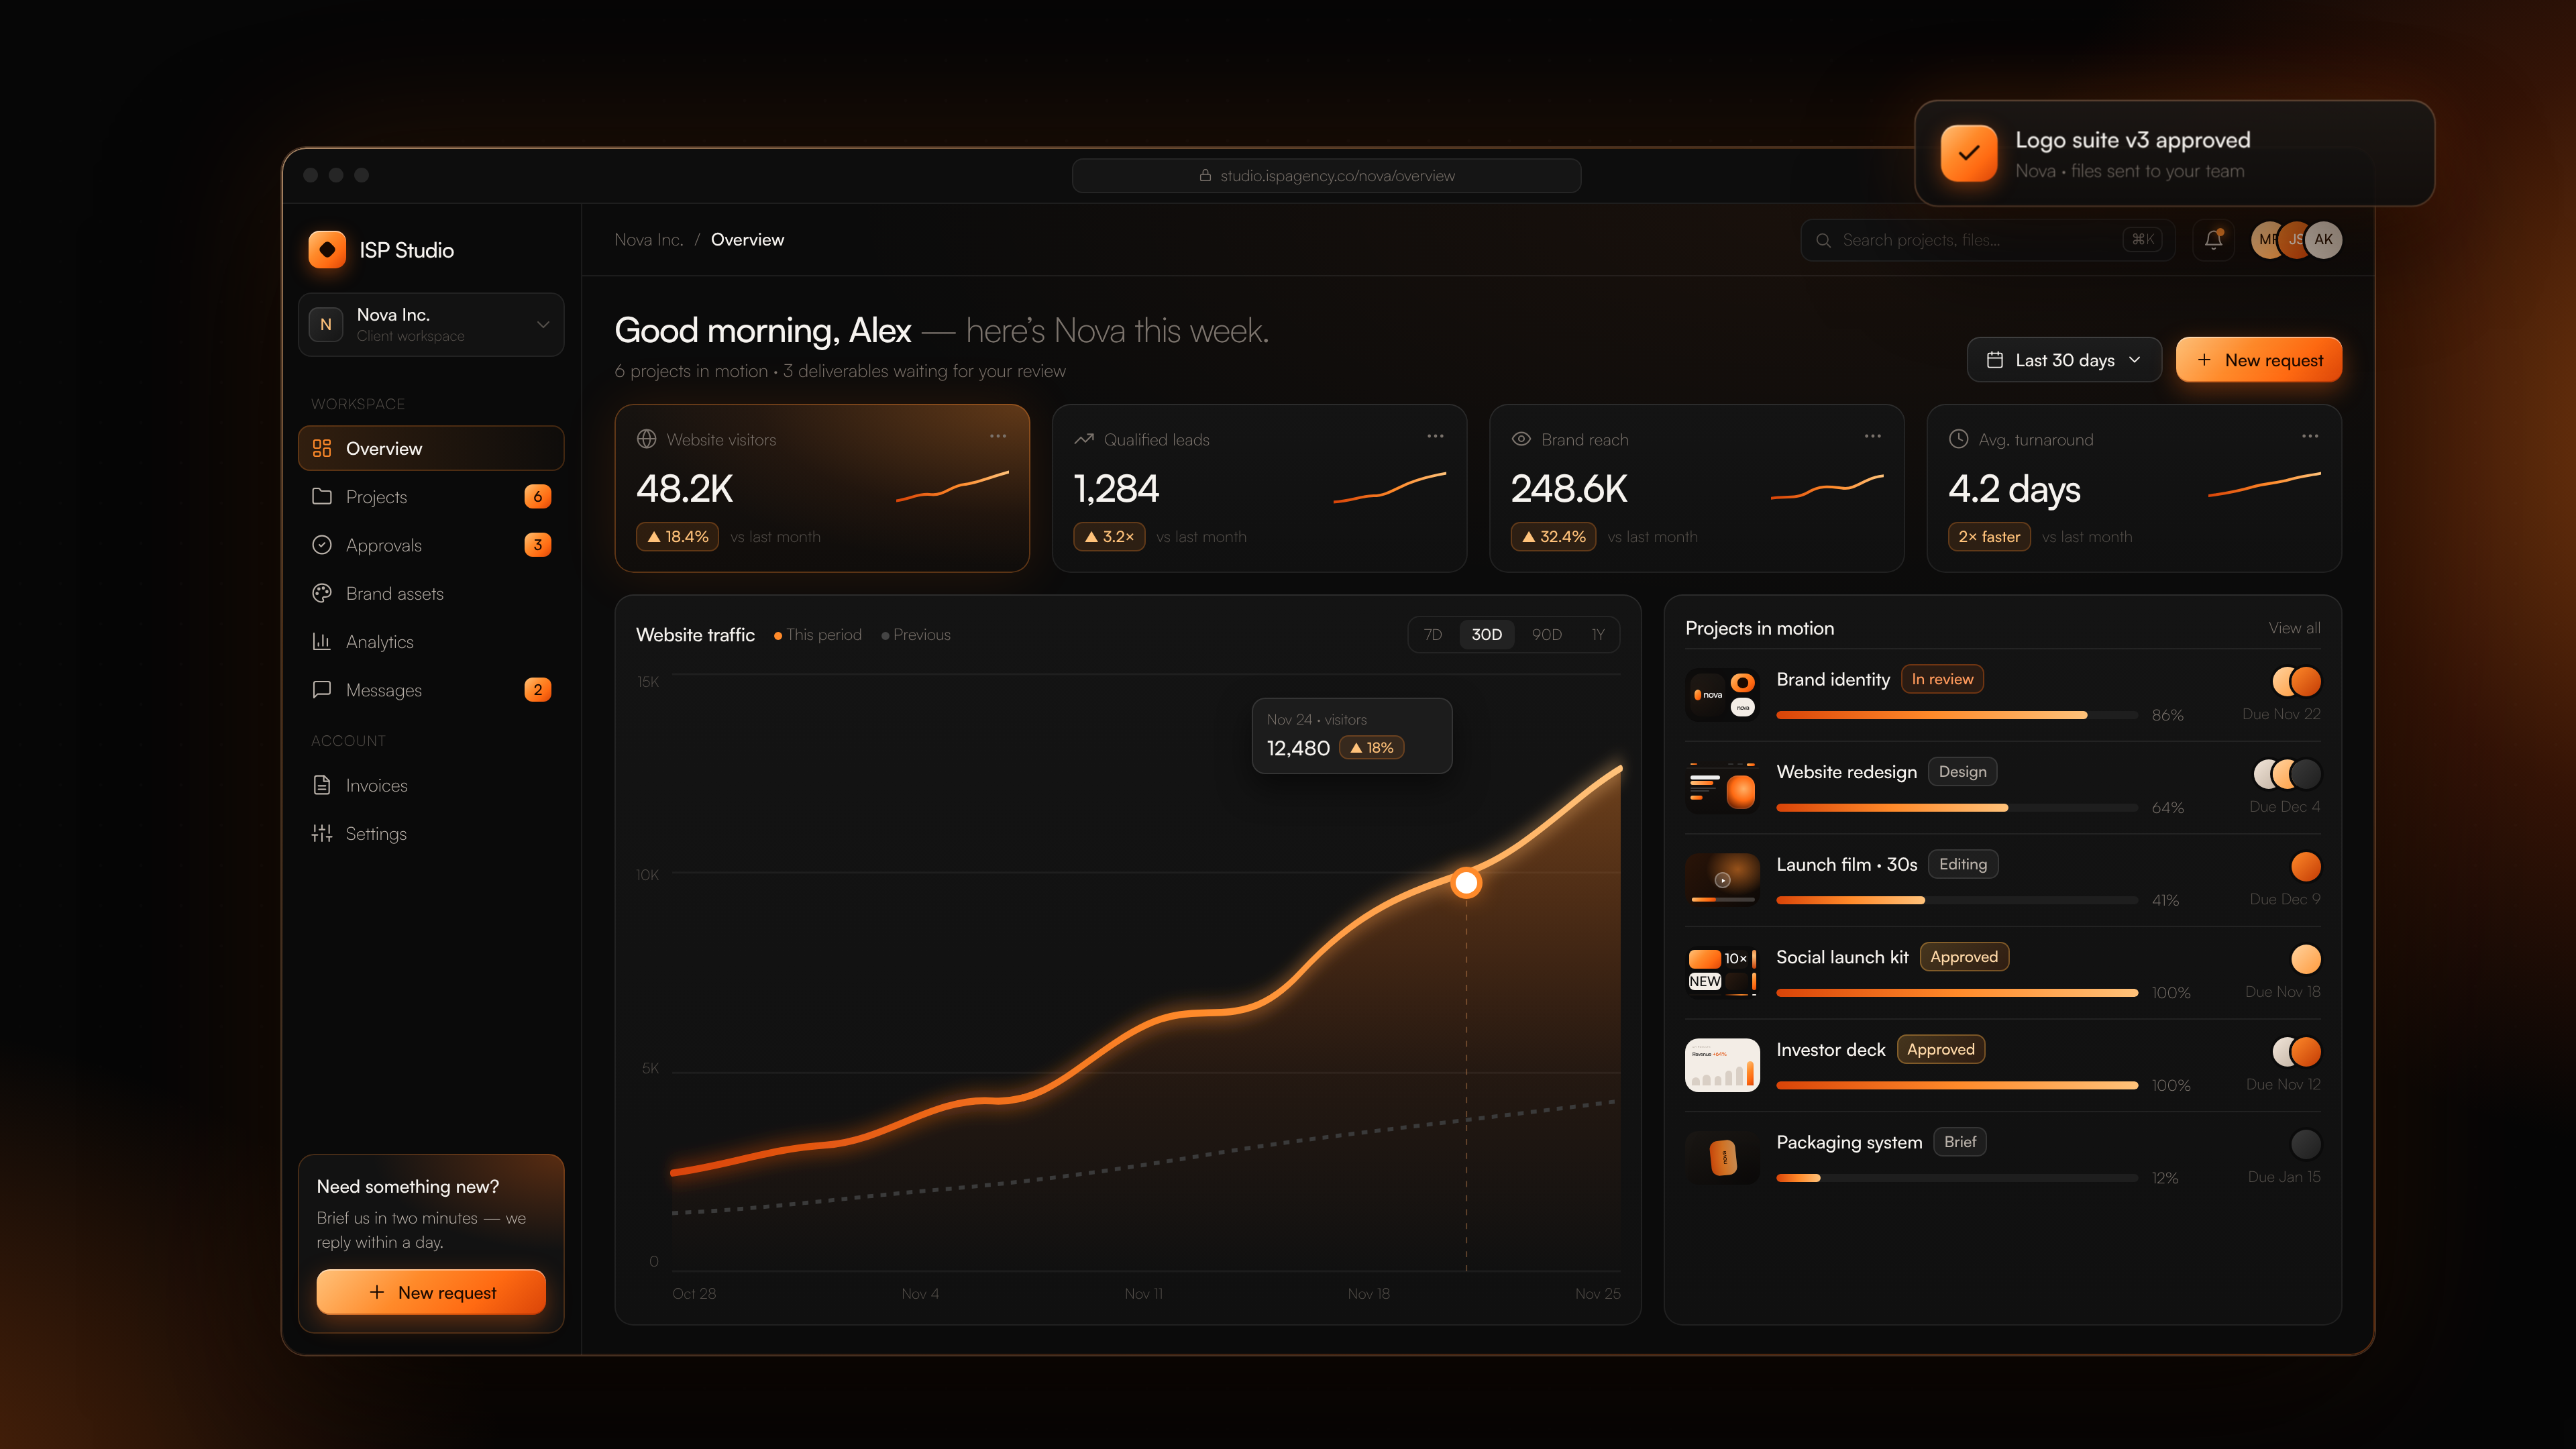 Logo suite v3 approved
Nova · files sent to your team
studio.ispagency.co/nova/overview
ISP Studio
N
Nova Inc.
Client workspace
WORKSPACE
Overview
Projects 6
Approvals 3
Brand assets
Analytics
Messages 2
ACCOUNT
Invoices
Settings
Need something new?
Brief us in two minutes — we
reply within a day.
New request
Nova Inc. / Overview
Search projects, files... ⌘K
JS AK
Good morning, Alex — here's Nova this week.
6 projects in motion · 3 deliverables waiting for your review
Last 30 days
New request
Website visitors
48.2K
▲ 18.4% vs last month
Qualified leads
1,284
▲ 3.2× vs last month
Brand reach
248.6K
▲ 32.4% vs last month
Avg. turnaround
4.2 days
2× faster vs last month
Website traffic This period Previous
7D 30D 90D 1Y
15K
10K
5K
0
Nov 24 · visitors
12,480 ▲ 18%
Oct 28 Nov 4 Nov 11 Nov 18 Nov 25
Projects in motion View all
nova
nova
Brand identity In review
86% Due Nov 22
Website redesign Design
64% Due Dec 4
Launch film · 30s Editing
41% Due Dec 9
10×
NEW
Social launch kit Approved
100% Due Nov 18
Revenue +64%
Investor deck Approved
100% Due Nov 12
nova
Packaging system Brief
12% Due Jan 15